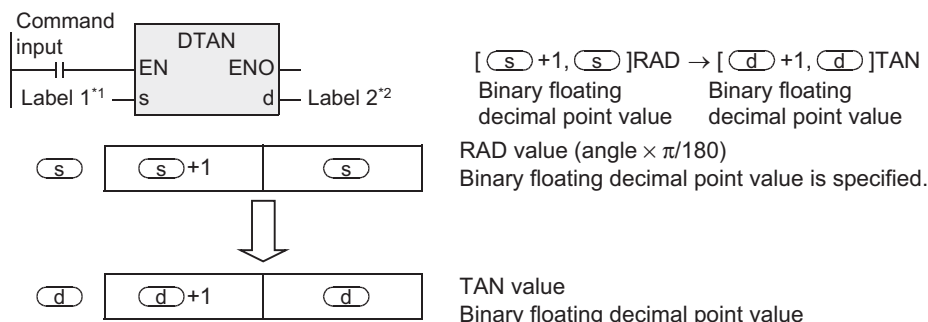 Command
input
DTAN
EN ENO
Label 1*1 s d Label 2*2
[ s +1, s ]RAD → [ d +1, d ]TAN
Binary floating Binary floating
decimal point value decimal point value
RAD value (angle × π/180)
s s +1 s
Binary floating decimal point value is specified.
d d +1 d
TAN value
Binary floating decimal point value